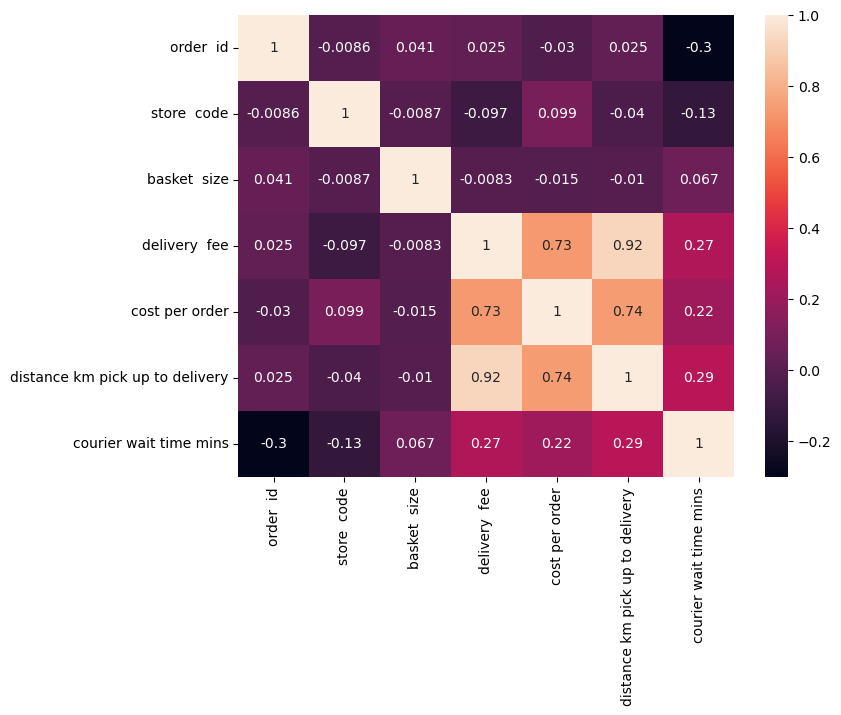 order  id 1 -0.0086 0.041 0.025 -0.03 0.025 -0.3
store  code -0.0086 1 -0.0087 -0.097 0.099 -0.04 -0.13
basket  size 0.041 -0.0087 1 -0.0083 -0.015 -0.01 0.067
delivery  fee 0.025 -0.097 -0.0083 1 0.73 0.92 0.27
cost per order -0.03 0.099 -0.015 0.73 1 0.74 0.22
distance km pick up to delivery 0.025 -0.04 -0.01 0.92 0.74 1 0.29
courier wait time mins -0.3 -0.13 0.067 0.27 0.22 0.29 1
order  id
store  code
basket  size
delivery  fee
cost per order
distance km pick up to delivery
courier wait time mins
1.0
0.8
0.6
0.4
0.2
0.0
−0.2